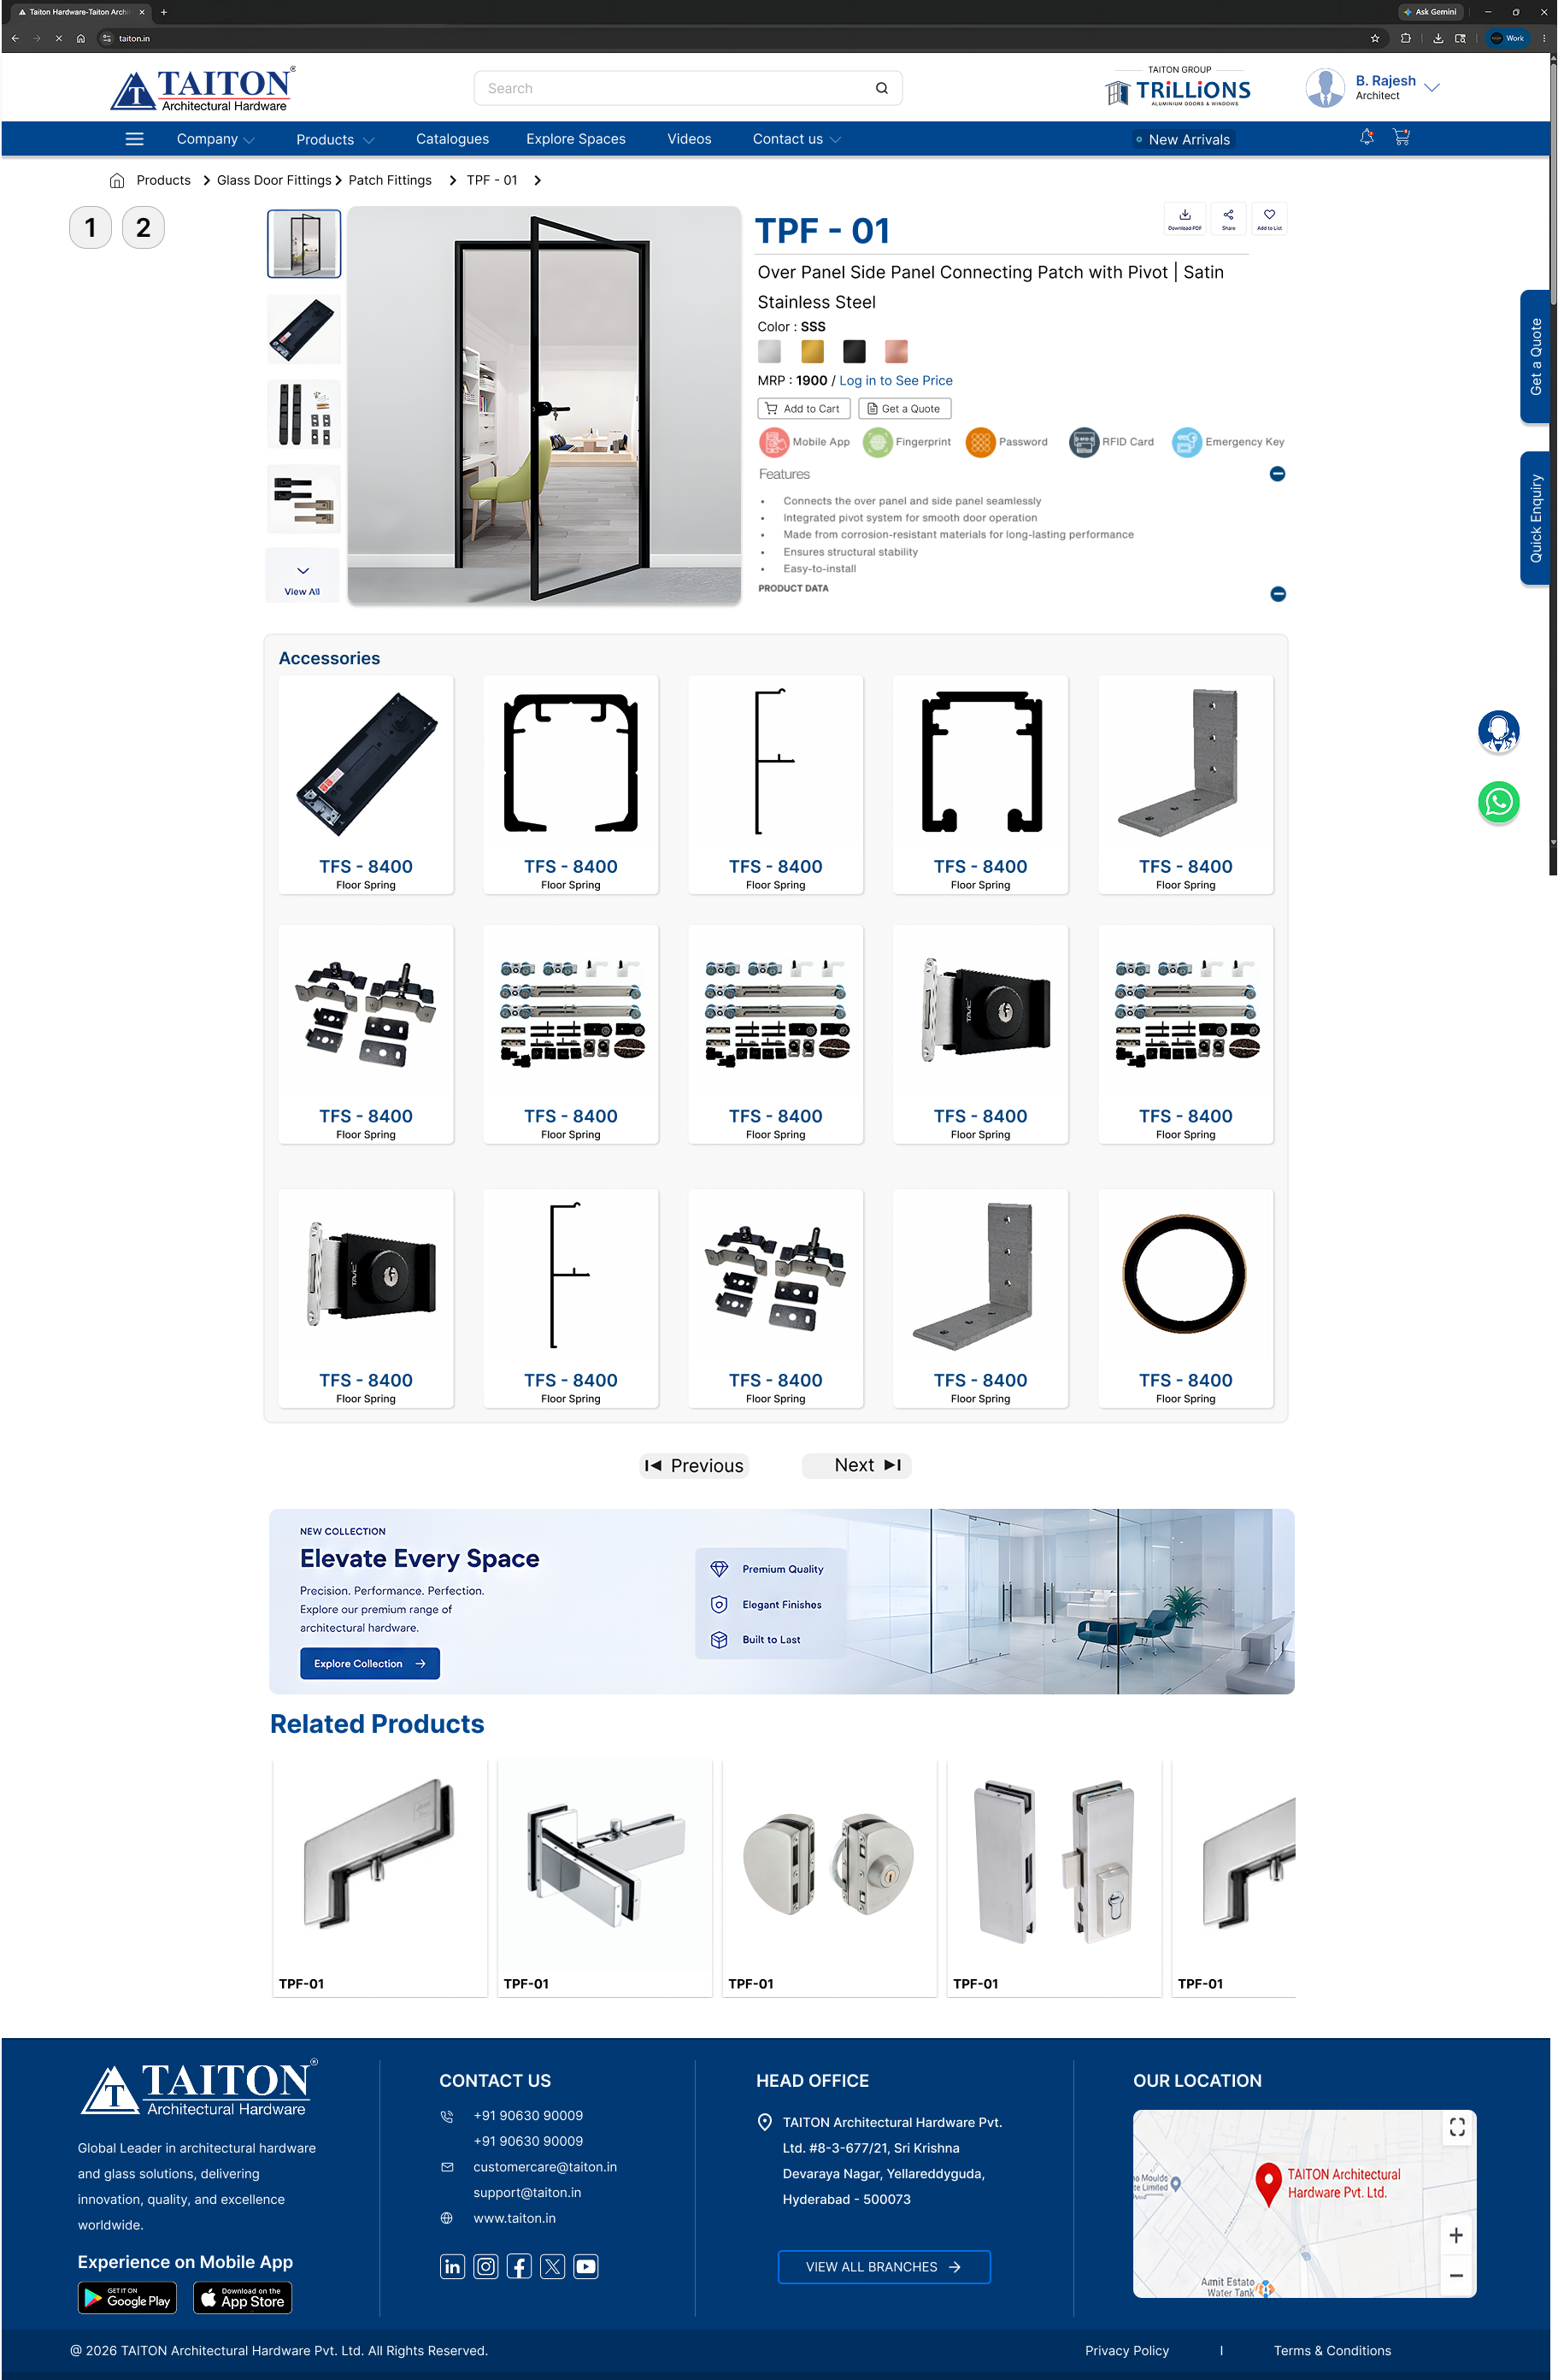 Taiton Hardware-Taiton Archi
Ask Gemini
taiton.in
Work
TAITON®
Architectural Hardware
Search
TAITON GROUP
TRiLLiONS
ALUMINIUM DOORS & WINDOWS
B. Rajesh
Architect
Company
Products
Catalogues
Explore Spaces
Videos
Contact us
New Arrivals
Products
Glass Door Fittings
Patch Fittings
TPF - 01
1
2
View All
TPF - 01
Download PDF
Share
Add to List
Over Panel Side Panel Connecting Patch with Pivot | Satin
Stainless Steel
Color : SSS
MRP : 1900 / Log in to See Price
Add to Cart
Get a Quote
Mobile App
Fingerprint
Password
RFID Card
Emergency Key
Features
• Connects the over panel and side panel seamlessly
• Integrated pivot system for smooth door operation
• Made from corrosion-resistant materials for long-lasting performance
• Ensures structural stability
• Easy-to-install
PRODUCT DATA
Get a Quote
Quick Enquiry
Accessories
TFS - 8400
Floor Spring
TFS - 8400
Floor Spring
TFS - 8400
Floor Spring
TFS - 8400
Floor Spring
TFS - 8400
Floor Spring
TFS - 8400
Floor Spring
TFS - 8400
Floor Spring
TFS - 8400
Floor Spring
TFS - 8400
Floor Spring
TFS - 8400
Floor Spring
TFS - 8400
Floor Spring
TFS - 8400
Floor Spring
TFS - 8400
Floor Spring
TFS - 8400
Floor Spring
TFS - 8400
Floor Spring
Previous
Next
NEW COLLECTION
Elevate Every Space
Precision. Performance. Perfection.
Explore our premium range of
architectural hardware.
Explore Collection
Premium Quality
Elegant Finishes
Built to Last
Related Products
TPF-01
TPF-01
TPF-01
TPF-01
TPF-01
TAITON®
Architectural Hardware
Global Leader in architectural hardware
and glass solutions, delivering
innovation, quality, and excellence
worldwide.
Experience on Mobile App
GET IT ON
Google Play
Download on the
App Store
CONTACT US
+91 90630 90009
+91 90630 90009
customercare@taiton.in
support@taiton.in
www.taiton.in
HEAD OFFICE
TAITON Architectural Hardware Pvt.
Ltd. #8-3-677/21, Sri Krishna
Devaraya Nagar, Yellareddyguda,
Hyderabad - 500073
VIEW ALL BRANCHES
OUR LOCATION
TAITON Architectural
Hardware Pvt. Ltd.
Moulde
te Limited
Amit Estato
Water Tank
@ 2026 TAITON Architectural Hardware Pvt. Ltd. All Rights Reserved.
Privacy Policy
I
Terms & Conditions